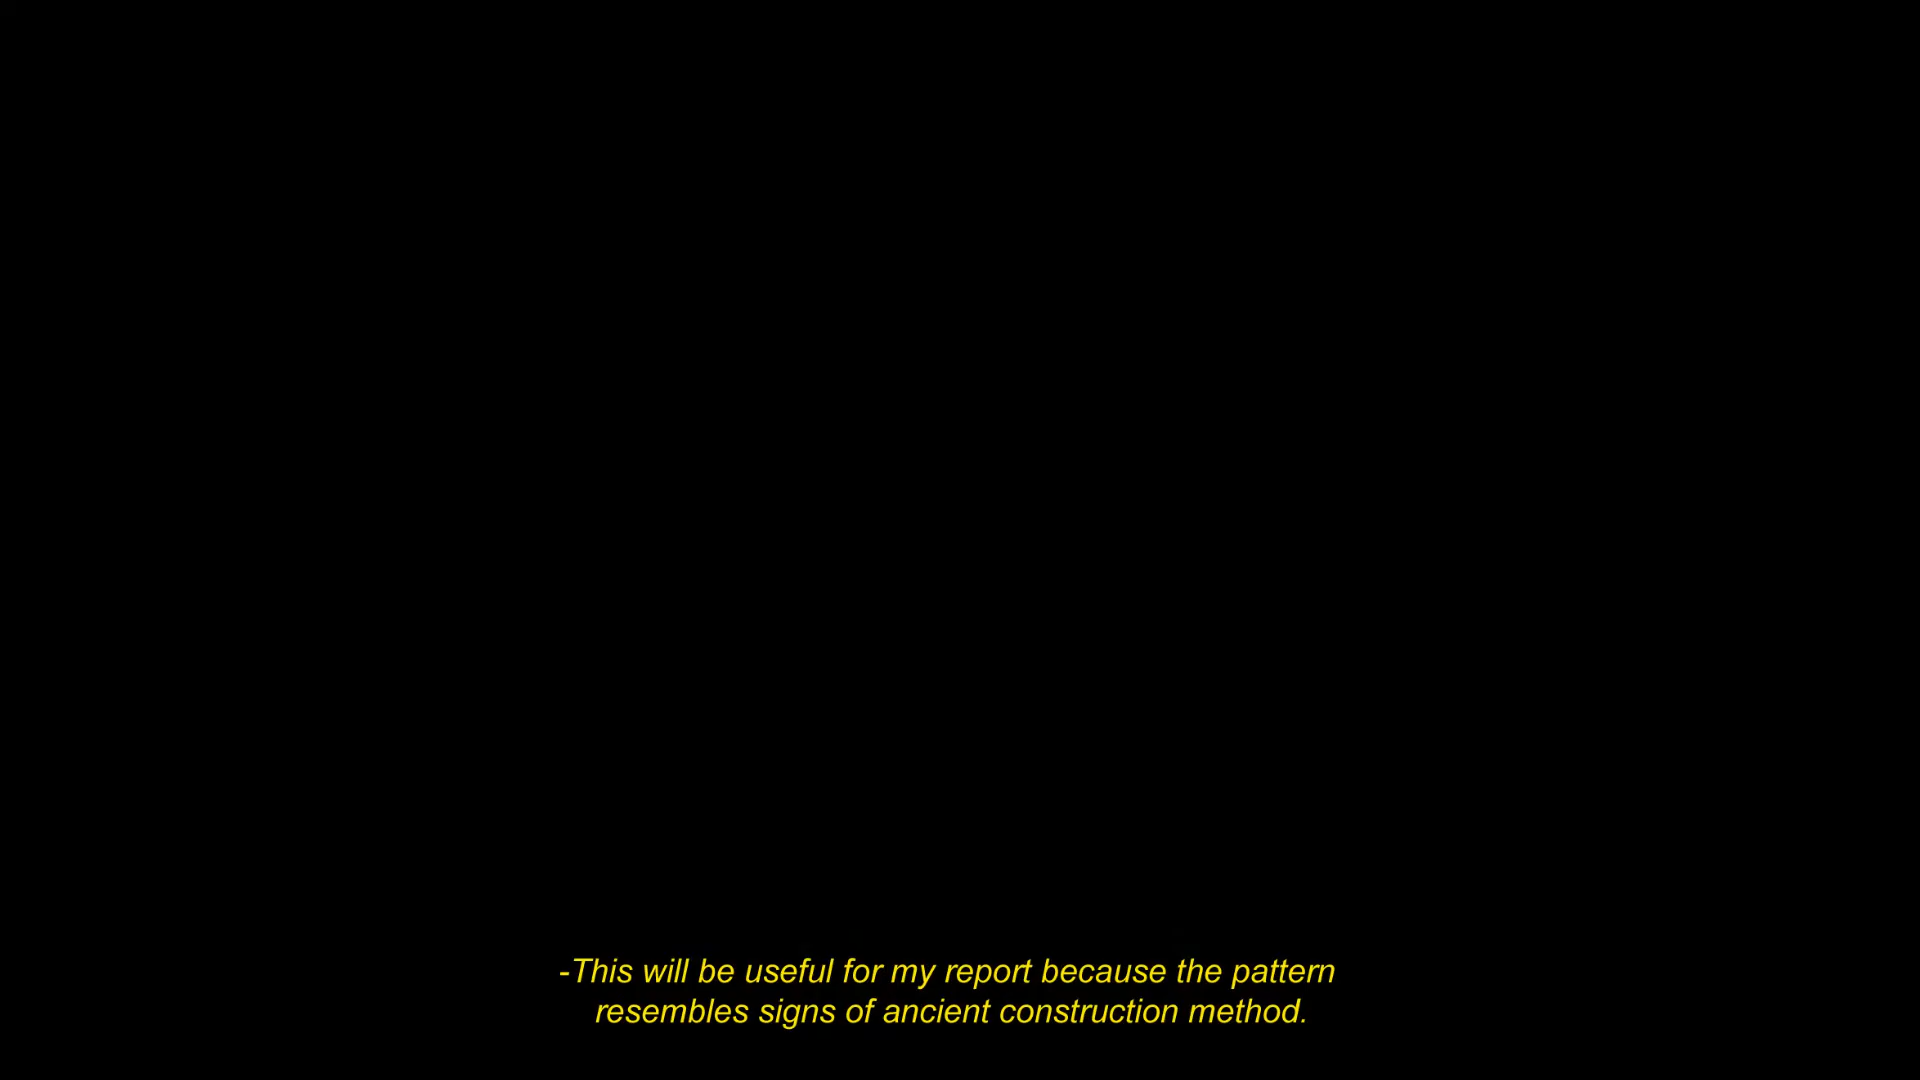 -This will be useful for my report because the pattern
resembles signs of ancient construction method.